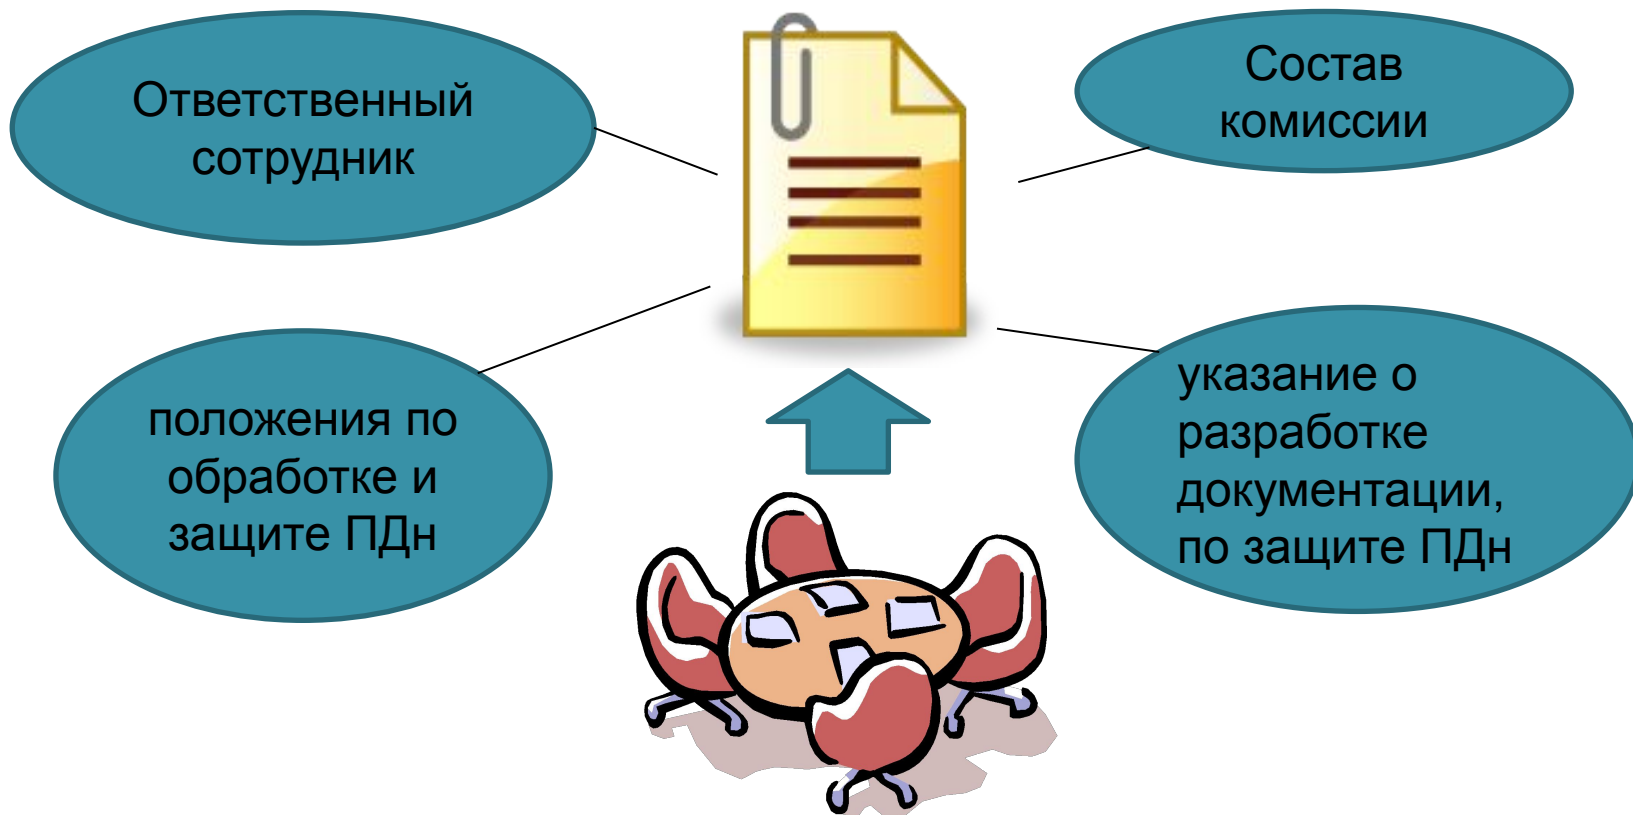 Ответственный
сотрудник
Состав
комиссии
положения по
обработке и
защите ПДн
указание о
разработке
документации,
по защите ПДн